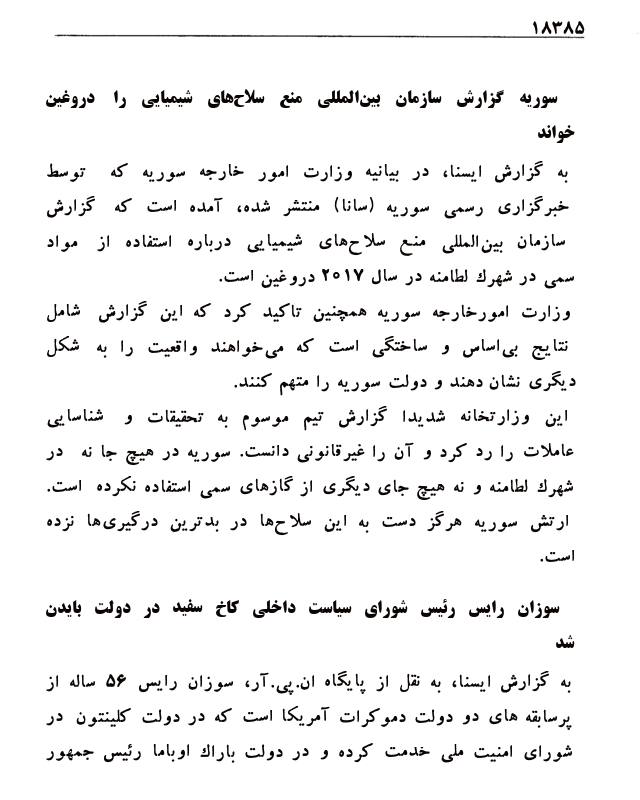 ۱۸۳۸۵
سوریه گزارش سازمان بین‌المللی منع سلاح‌های شیمیایی را دروغین
خواند
به گزارش ایسنا، در بیانیه وزارت امور خارجه سوریه که توسط
خبرگزاری رسمی سوریه (سانا) منتشر شده، آمده است که گزارش
سازمان بین‌المللی منع سلاح‌های شیمیایی درباره استفاده از مواد
سمی در شهرك لطامنه در سال ۲۰۱۷ دروغین است.
وزارت امورخارجه سوریه همچنین تاکید کرد که این گزارش شامل
نتایج بی‌اساس و ساختگی است که می‌خواهند واقعیت را به شکل
دیگری نشان دهند و دولت سوریه را متهم کنند.
این وزارتخانه شدیدا گزارش تیم موسوم به تحقیقات و شناسایی
عاملات را رد کرد و آن را غیرقانونی دانست. سوریه در هیچ جا نه در
شهرك لطامنه و نه هیچ جای دیگری از گازهای سمی استفاده نکرده است.
ارتش سوریه هرگز دست به این سلاح‌ها در بدترین درگیری‌ها نزده
است.
سوزان رایس رئیس شورای سیاست داخلی کاخ سفید در دولت بایدن
شد
به گزارش ایسنا، به نقل از پایگاه ان.پی.آر، سوزان رایس ۵۶ ساله از
پرسابقه های دو دولت دموکرات آمریکا است که در دولت کلینتون در
شورای امنیت ملی خدمت کرده و در دولت باراك اوباما رئیس جمهور